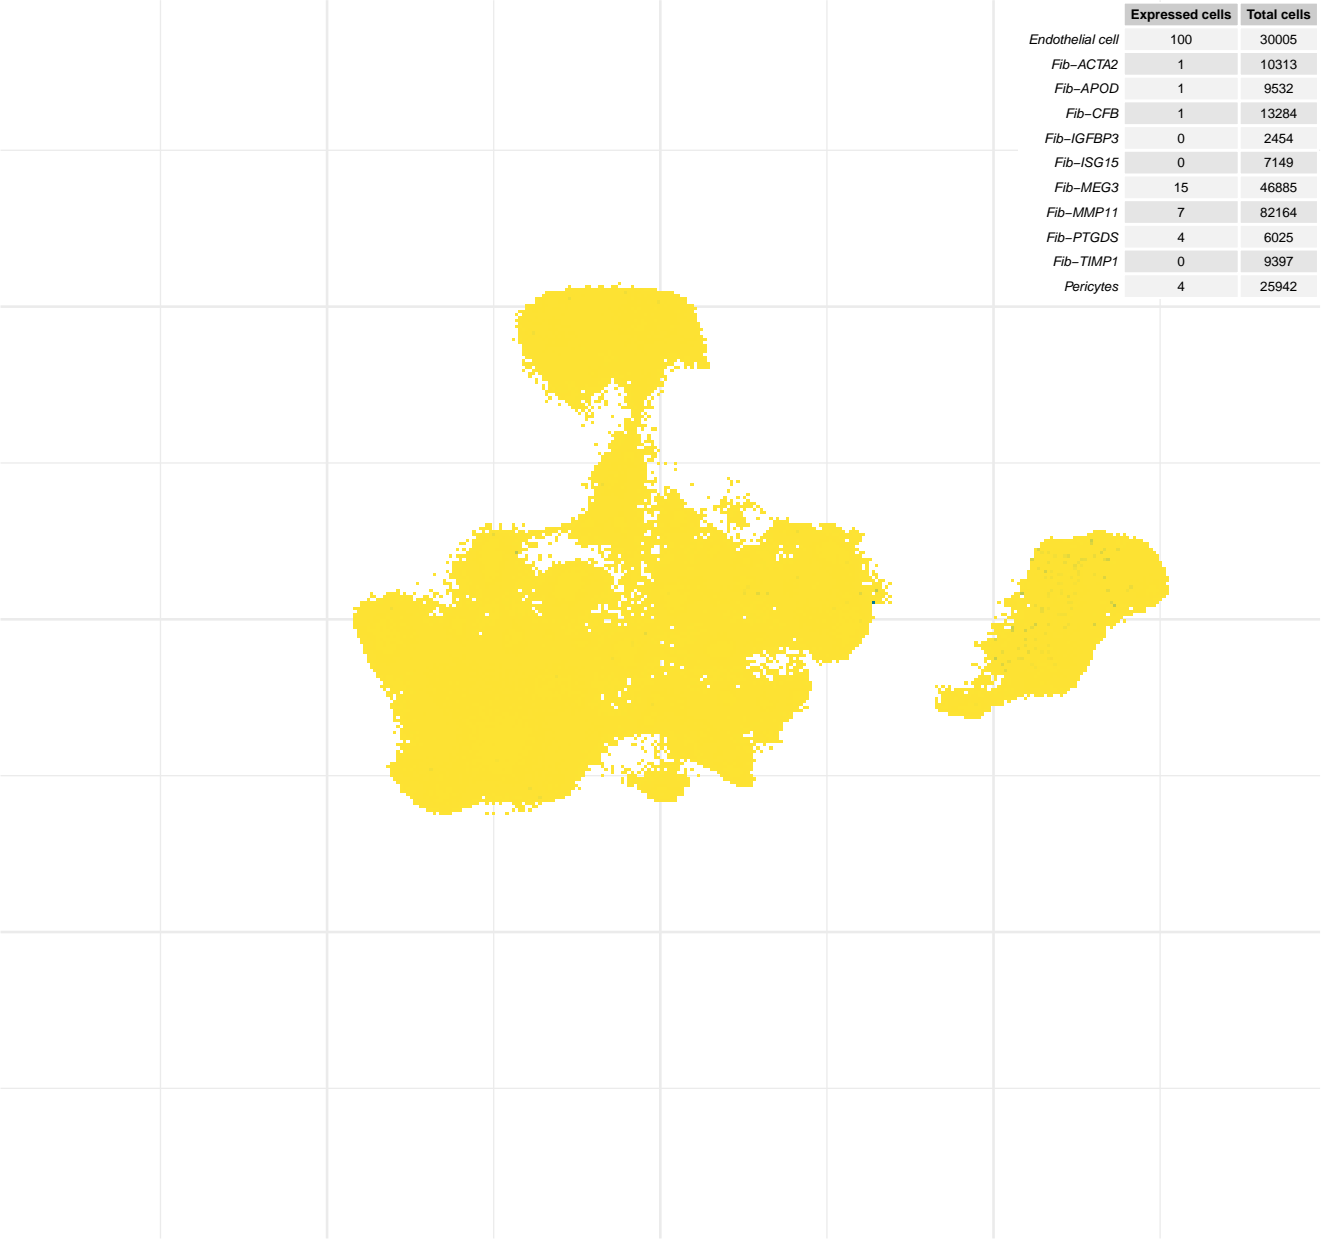 Expressed cells Total cells
Endothelial cell 100 30005
Fib−ACTA2 1 10313
Fib−APOD 1 9532
Fib−CFB 1 13284
Fib−IGFBP3 0 2454
Fib−ISG15 0 7149
Fib−MEG3 15 46885
Fib−MMP11 7 82164
Fib−PTGDS 4 6025
Fib−TIMP1 0 9397
Pericytes 4 25942